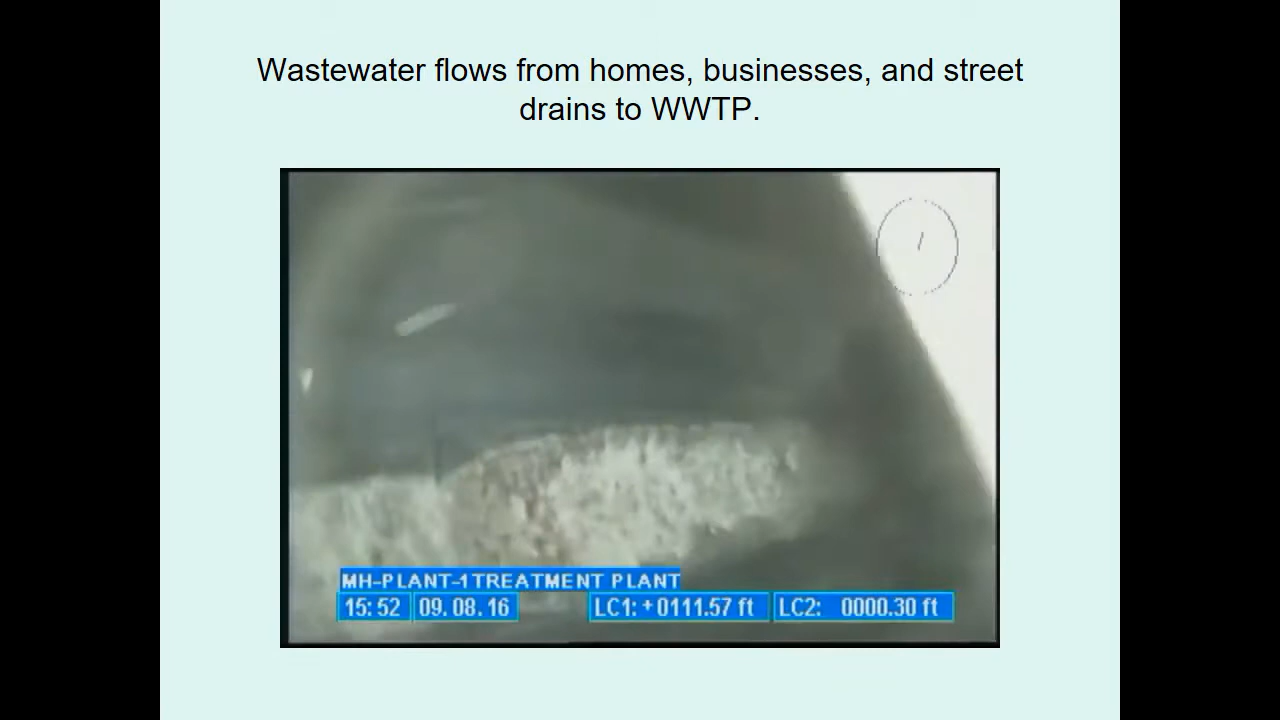 Wastewater flows from homes, businesses, and street
drains to WWTP.
MH-PLANT-1TREATMENT PLANT
15:52 09.08.16 LC1: +0111.57 ft LC2: 0000.30 ft